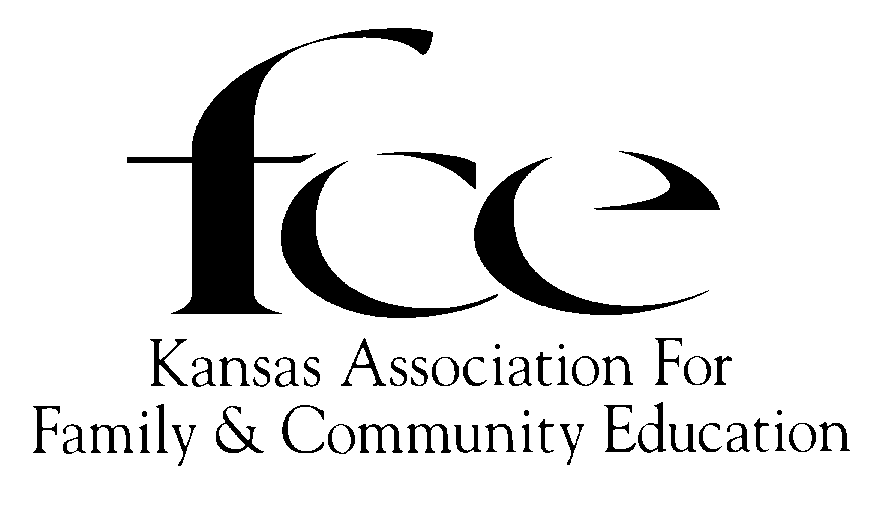 fce
Kansas Association For
Family & Community Education